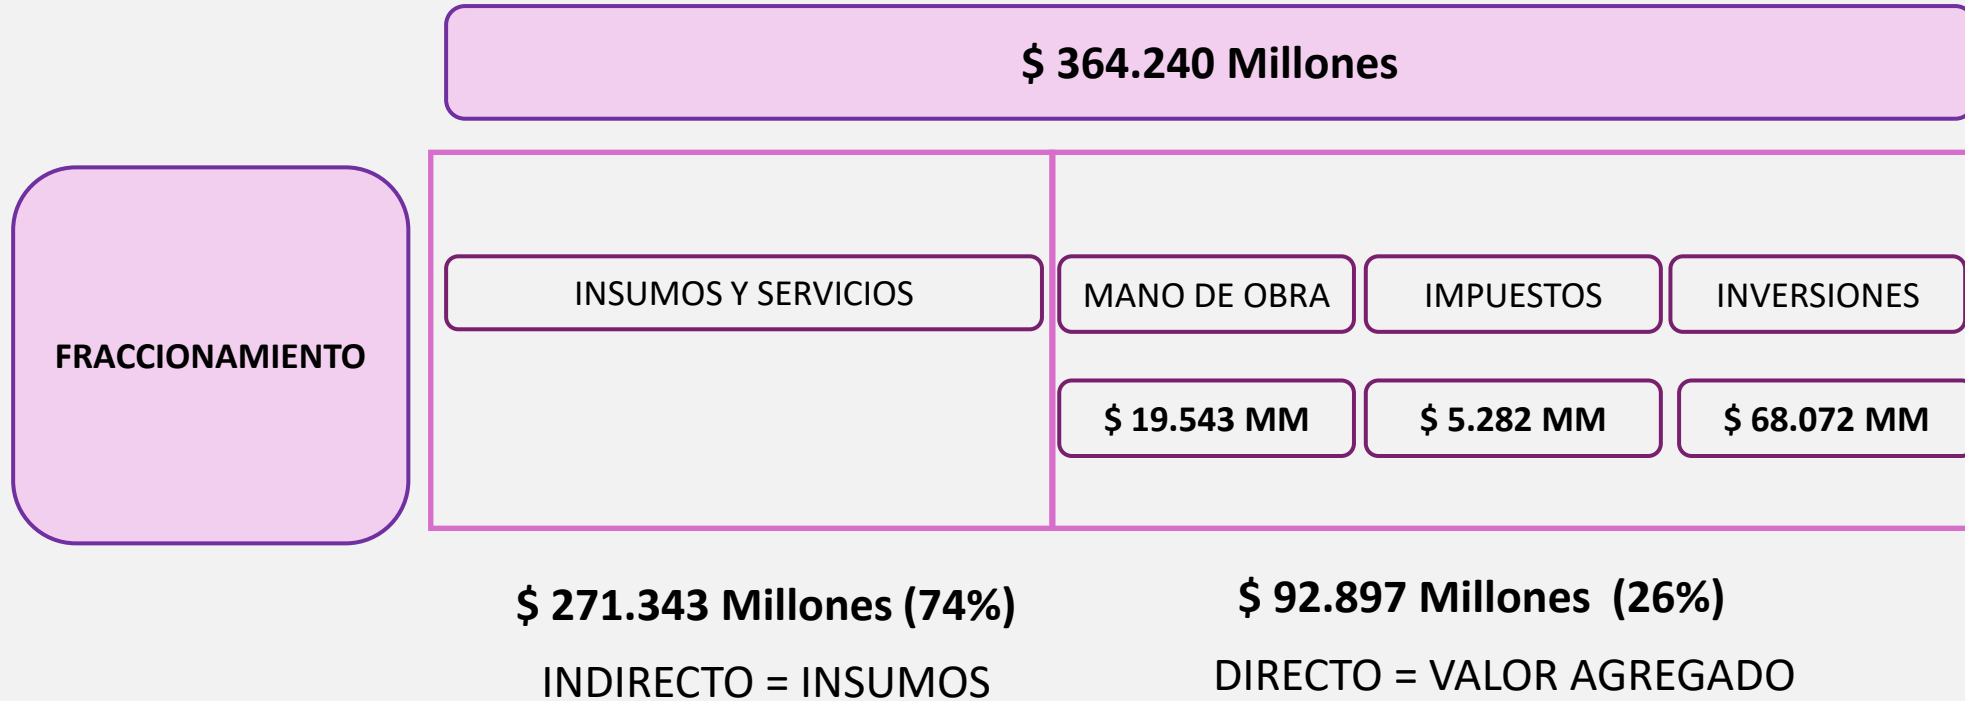 $ 364.240 Millones
FRACCIONAMIENTO
INSUMOS Y SERVICIOS
MANO DE OBRA
IMPUESTOS
INVERSIONES
$ 19.543 MM
$ 5.282 MM
$ 68.072 MM
$ 271.343 Millones (74%)
INDIRECTO = INSUMOS
$ 92.897 Millones (26%)
DIRECTO = VALOR AGREGADO